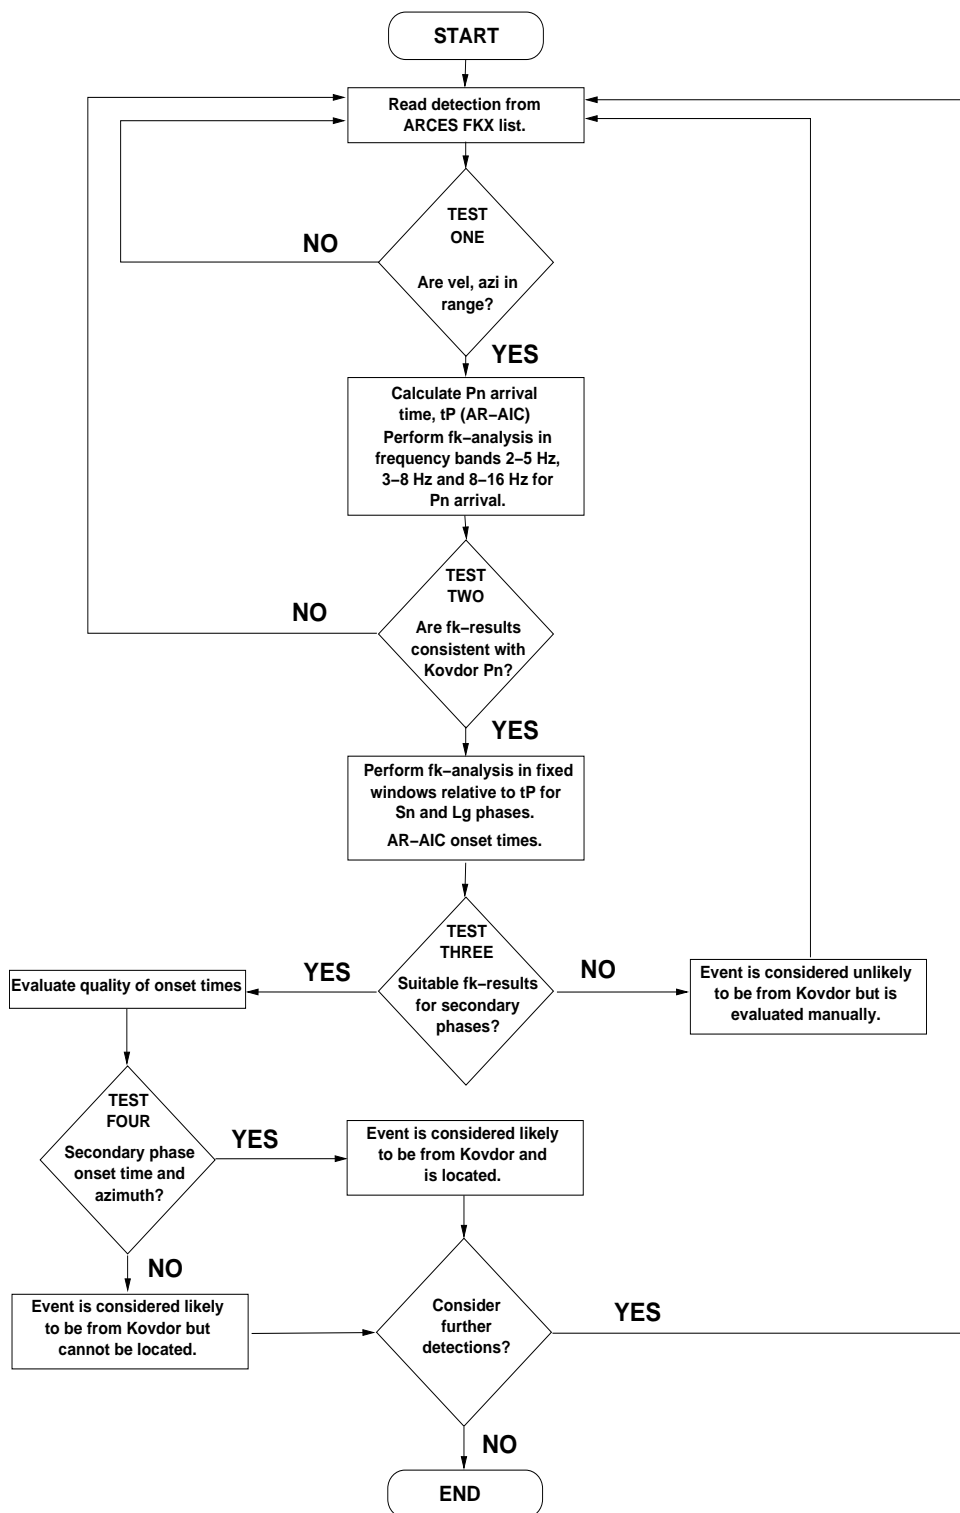 START
Read detection from
ARCES FKX list.
TEST
ONE
NO
Are vel, azi in
range?
YES
Calculate Pn arrival
time, tP (AR−AIC)
Perform fk−analysis in
frequency bands 2−5 Hz,
3−8 Hz and 8−16 Hz for
Pn arrival.
TEST
TWO
NO
Are fk−results
consistent with
Kovdor Pn?
YES
Perform fk−analysis in fixed
windows relative to tP for
Sn and Lg phases.
AR−AIC onset times.
TEST
THREE
YES
NO
Suitable fk−results
for secondary
phases?
Evaluate quality of onset times
Event is considered unlikely
to be from Kovdor but is
evaluated manually.
TEST
FOUR
YES
Secondary phase
onset time and
azimuth?
Event is considered likely
to be from Kovdor and
is located.
NO
Event is considered likely
to be from Kovdor but
cannot be located.
Consider
further
detections?
YES
NO
END